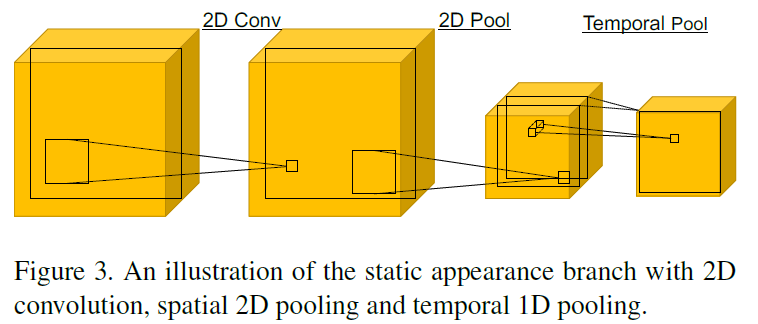 2D Conv 2D Pool Temporal Pool
Figure 3. An illustration of the static appearance branch with 2D
convolution, spatial 2D pooling and temporal 1D pooling.